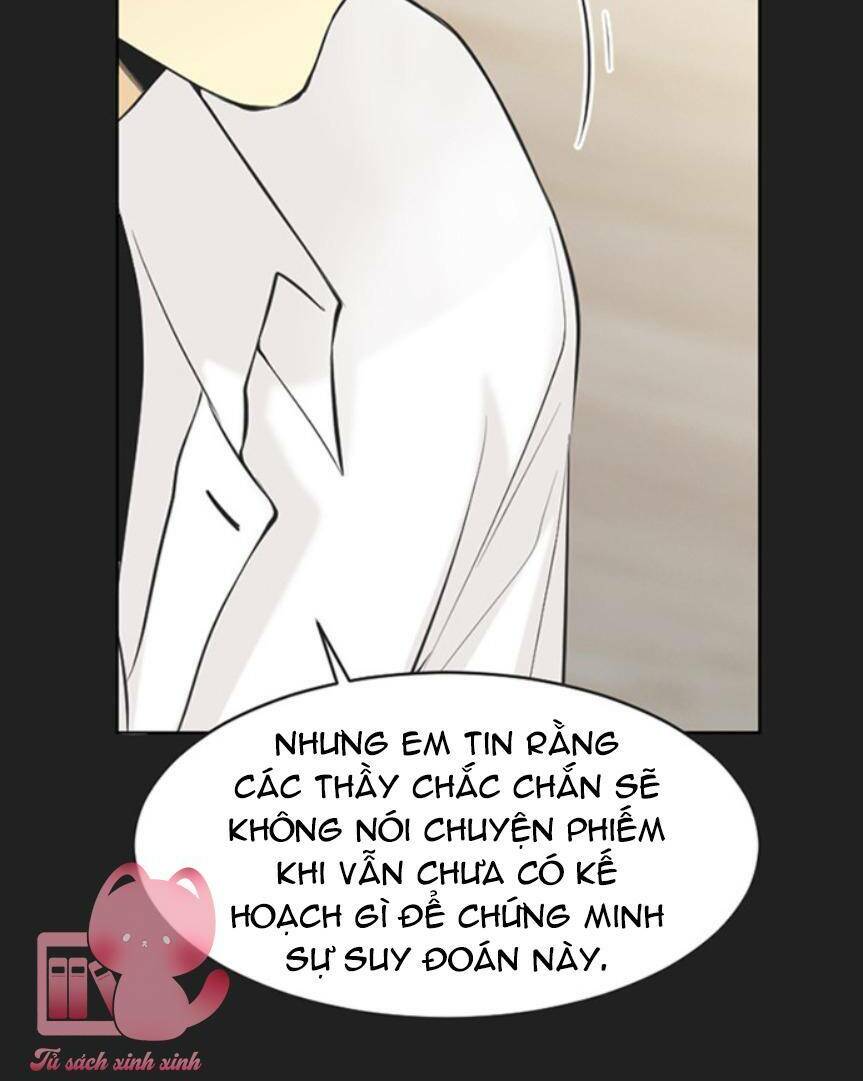 NHƯNG EM TIN RẰNG
CÁC THẦY CHẮC CHẮN SẼ
KHÔNG NÓI CHUYỆN PHIẾM
KHI VẪN CHƯA CÓ KẾ
HOẠCH GÌ ĐỂ CHỨNG MINH
SỰ SUY ĐOÁN NÀY.
Tủ sách xinh xinh